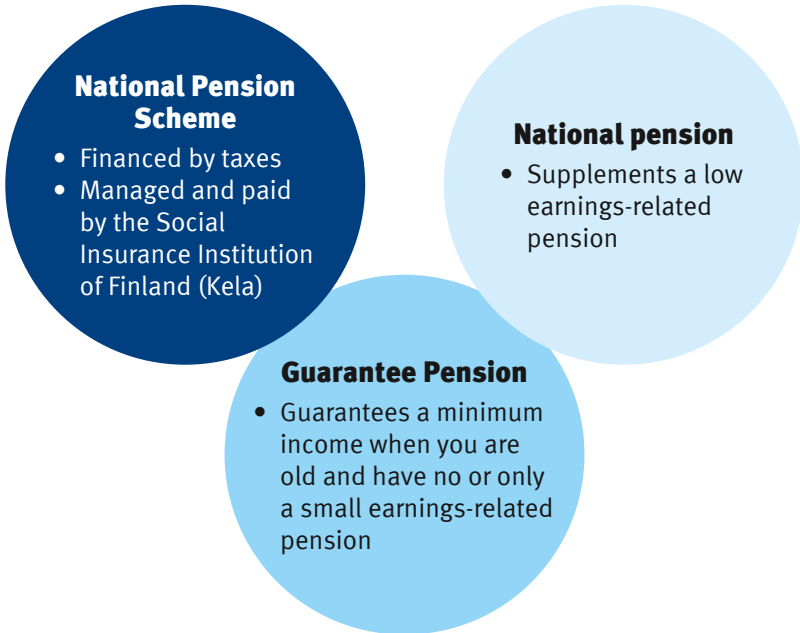 National Pension
Scheme
• Financed by taxes
• Managed and paid
by the Social
Insurance Institution
of Finland (Kela)
National pension
• Supplements a low
earnings-related
pension
Guarantee Pension
• Guarantees a minimum
income when you are
old and have no or only
a small earnings-related
pension